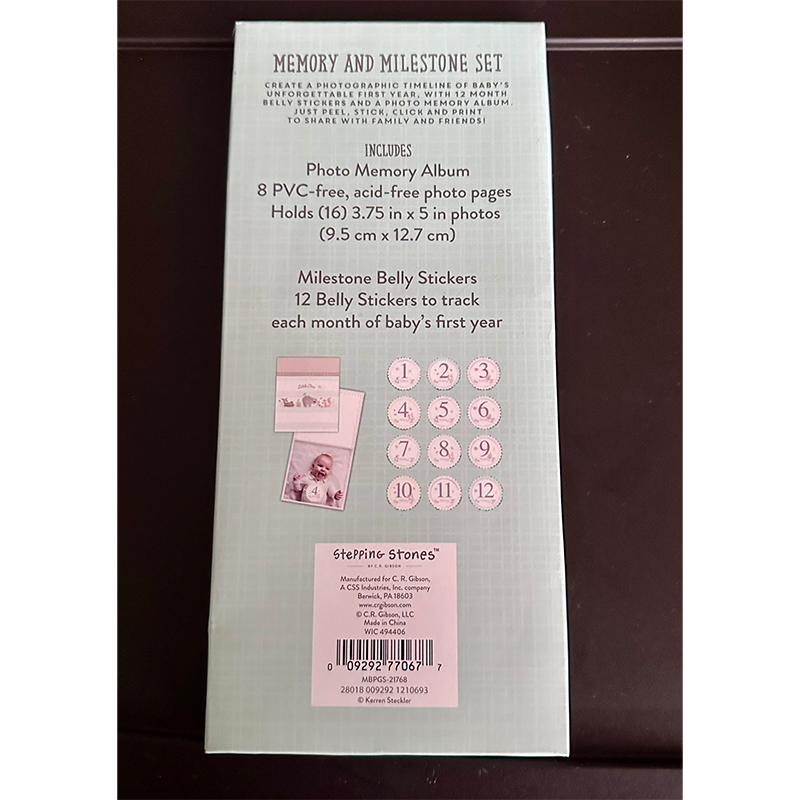 MEMORY AND MILESTONE SET
CREATE A PHOTOGRAPHIC TIMELINE OF BABY'S
UNFORGETTABLE FIRST YEAR, WITH 12 MONTH
BELLY STICKERS AND A PHOTO MEMORY ALBUM.
JUST PEEL, STICK, CLICK AND PRINT
TO SHARE WITH FAMILY AND FRIENDS!
INCLUDES
Photo Memory Album
8 PVC-free, acid-free photo pages
Holds (16) 3.75 in x 5 in photos
(9.5 cm x 12.7 cm)
Milestone Belly Stickers
12 Belly Stickers to track
each month of baby's first year
1 2 3
4 5 6
7 8 9
10 11 12
4
Stepping Stones™
BY C.R. GIBSON
Manufactured for C. R. Gibson,
A CSS Industries, Inc. company
Berwick, PA 18603
www.crgibson.com
© C.R. Gibson, LLC
Made in China
WIC 494406
0 09292 77067 7
MBPGS-21768
28018 009292 1210693
© Kerren Steckler